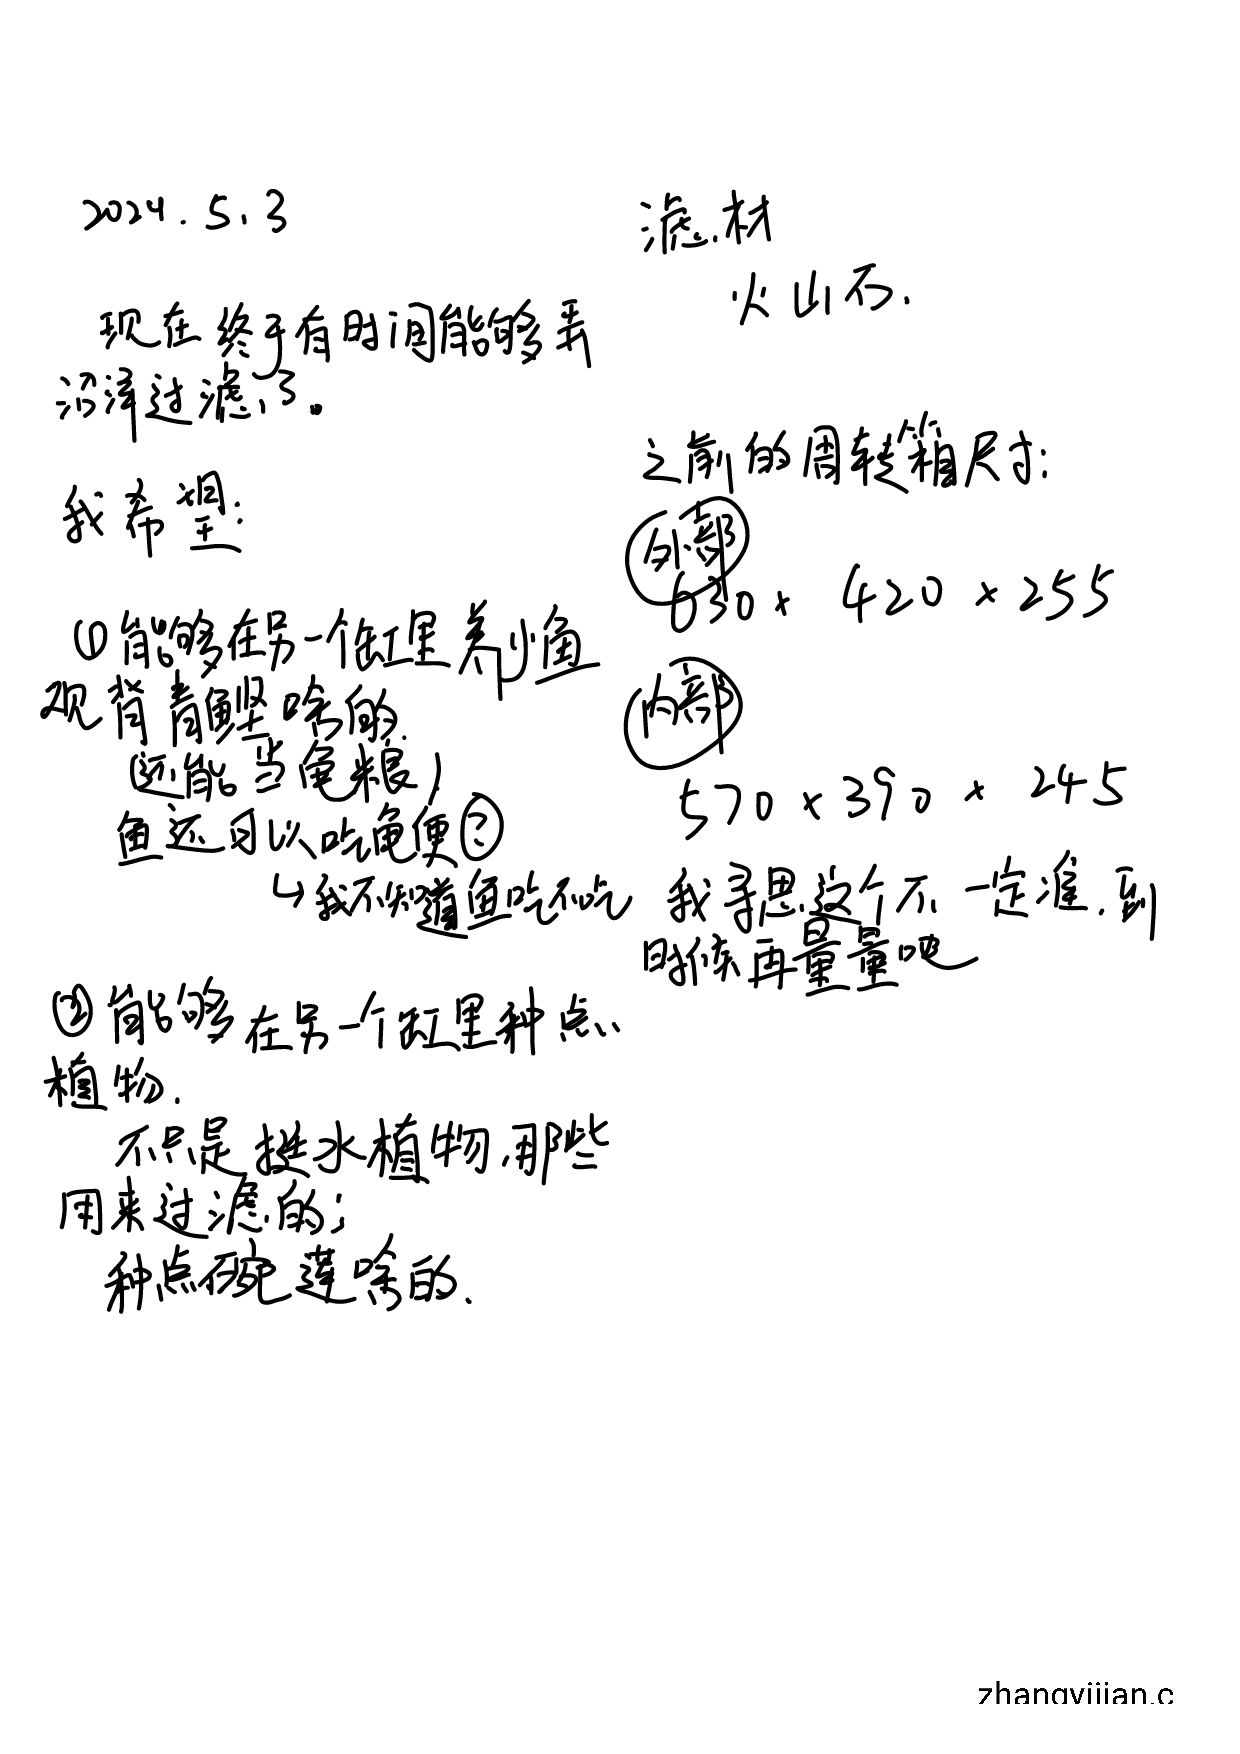 2024.5.3
现在终于有时间能够弄
沼泽过滤了。
我希望:
① 能够在另一个缸里养小鱼
观背青鳉啥的.
(还能当龟粮)
鱼还可以吃龟便?
↳我不知道鱼吃不吃
② 能够在另一个缸里种点
植物.
不只是挺水植物,那些
用来过滤的;
种点碗莲啥的.
滤材
火山石.
之前的周转箱尺寸:
外部
630 × 420 × 255
内部
570 × 390 × 245
我寻思这个不一定准.到
时候再量量吧
zhangyijian.c